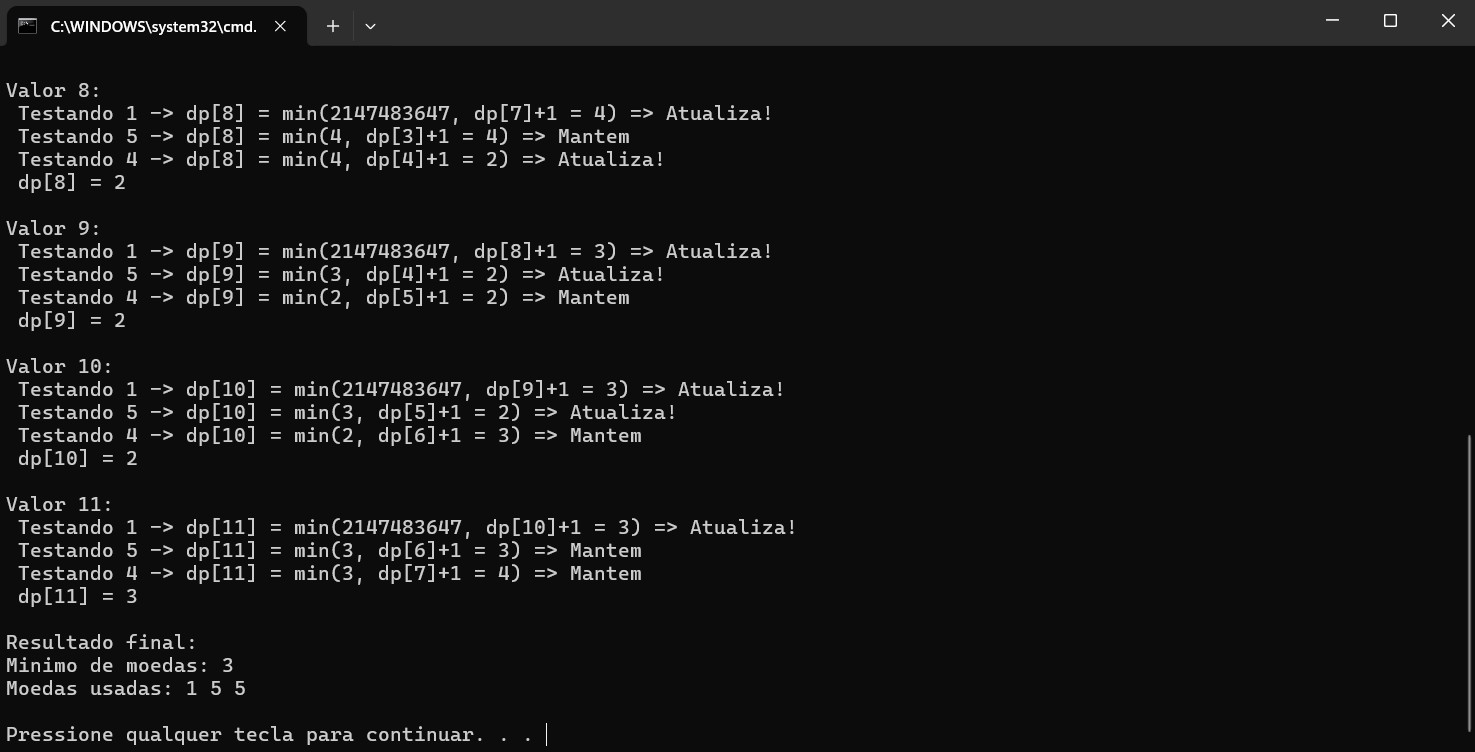 C:\WINDOWS\system32\cmd.
Valor 8:
Testando 1 -> dp[8] = min(2147483647, dp[7]+1 = 4) => Atualiza!
Testando 5 -> dp[8] = min(4, dp[3]+1 = 4) => Mantem
Testando 4 -> dp[8] = min(4, dp[4]+1 = 2) => Atualiza!
dp[8] = 2
Valor 9:
Testando 1 -> dp[9] = min(2147483647, dp[8]+1 = 3) => Atualiza!
Testando 5 -> dp[9] = min(3, dp[4]+1 = 2) => Atualiza!
Testando 4 -> dp[9] = min(2, dp[5]+1 = 2) => Mantem
dp[9] = 2
Valor 10:
Testando 1 -> dp[10] = min(2147483647, dp[9]+1 = 3) => Atualiza!
Testando 5 -> dp[10] = min(3, dp[5]+1 = 2) => Atualiza!
Testando 4 -> dp[10] = min(2, dp[6]+1 = 3) => Mantem
dp[10] = 2
Valor 11:
Testando 1 -> dp[11] = min(2147483647, dp[10]+1 = 3) => Atualiza!
Testando 5 -> dp[11] = min(3, dp[6]+1 = 3) => Mantem
Testando 4 -> dp[11] = min(3, dp[7]+1 = 4) => Mantem
dp[11] = 3
Resultado final:
Minimo de moedas: 3
Moedas usadas: 1 5 5
Pressione qualquer tecla para continuar. . .